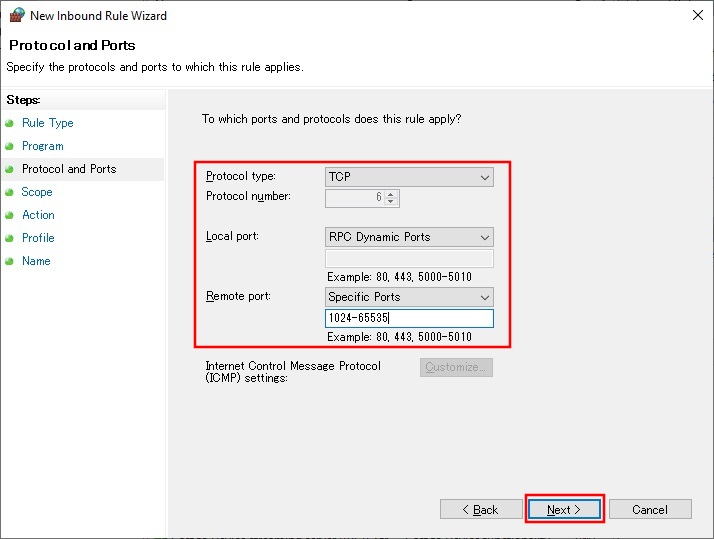 New Inbound Rule Wizard
Protocol and Ports
Specify the protocols and ports to which this rule applies.
Steps:
Rule Type
Program
Protocol and Ports
Scope
Action
Profile
Name
To which ports and protocols does this rule apply?
Protocol type: TCP
Protocol number: 6
Local port: RPC Dynamic Ports
Example: 80, 443, 5000-5010
Remote port: Specific Ports
1024-65535
Example: 80, 443, 5000-5010
Internet Control Message Protocol
(ICMP) settings:
Customize...
< Back
Next >
Cancel